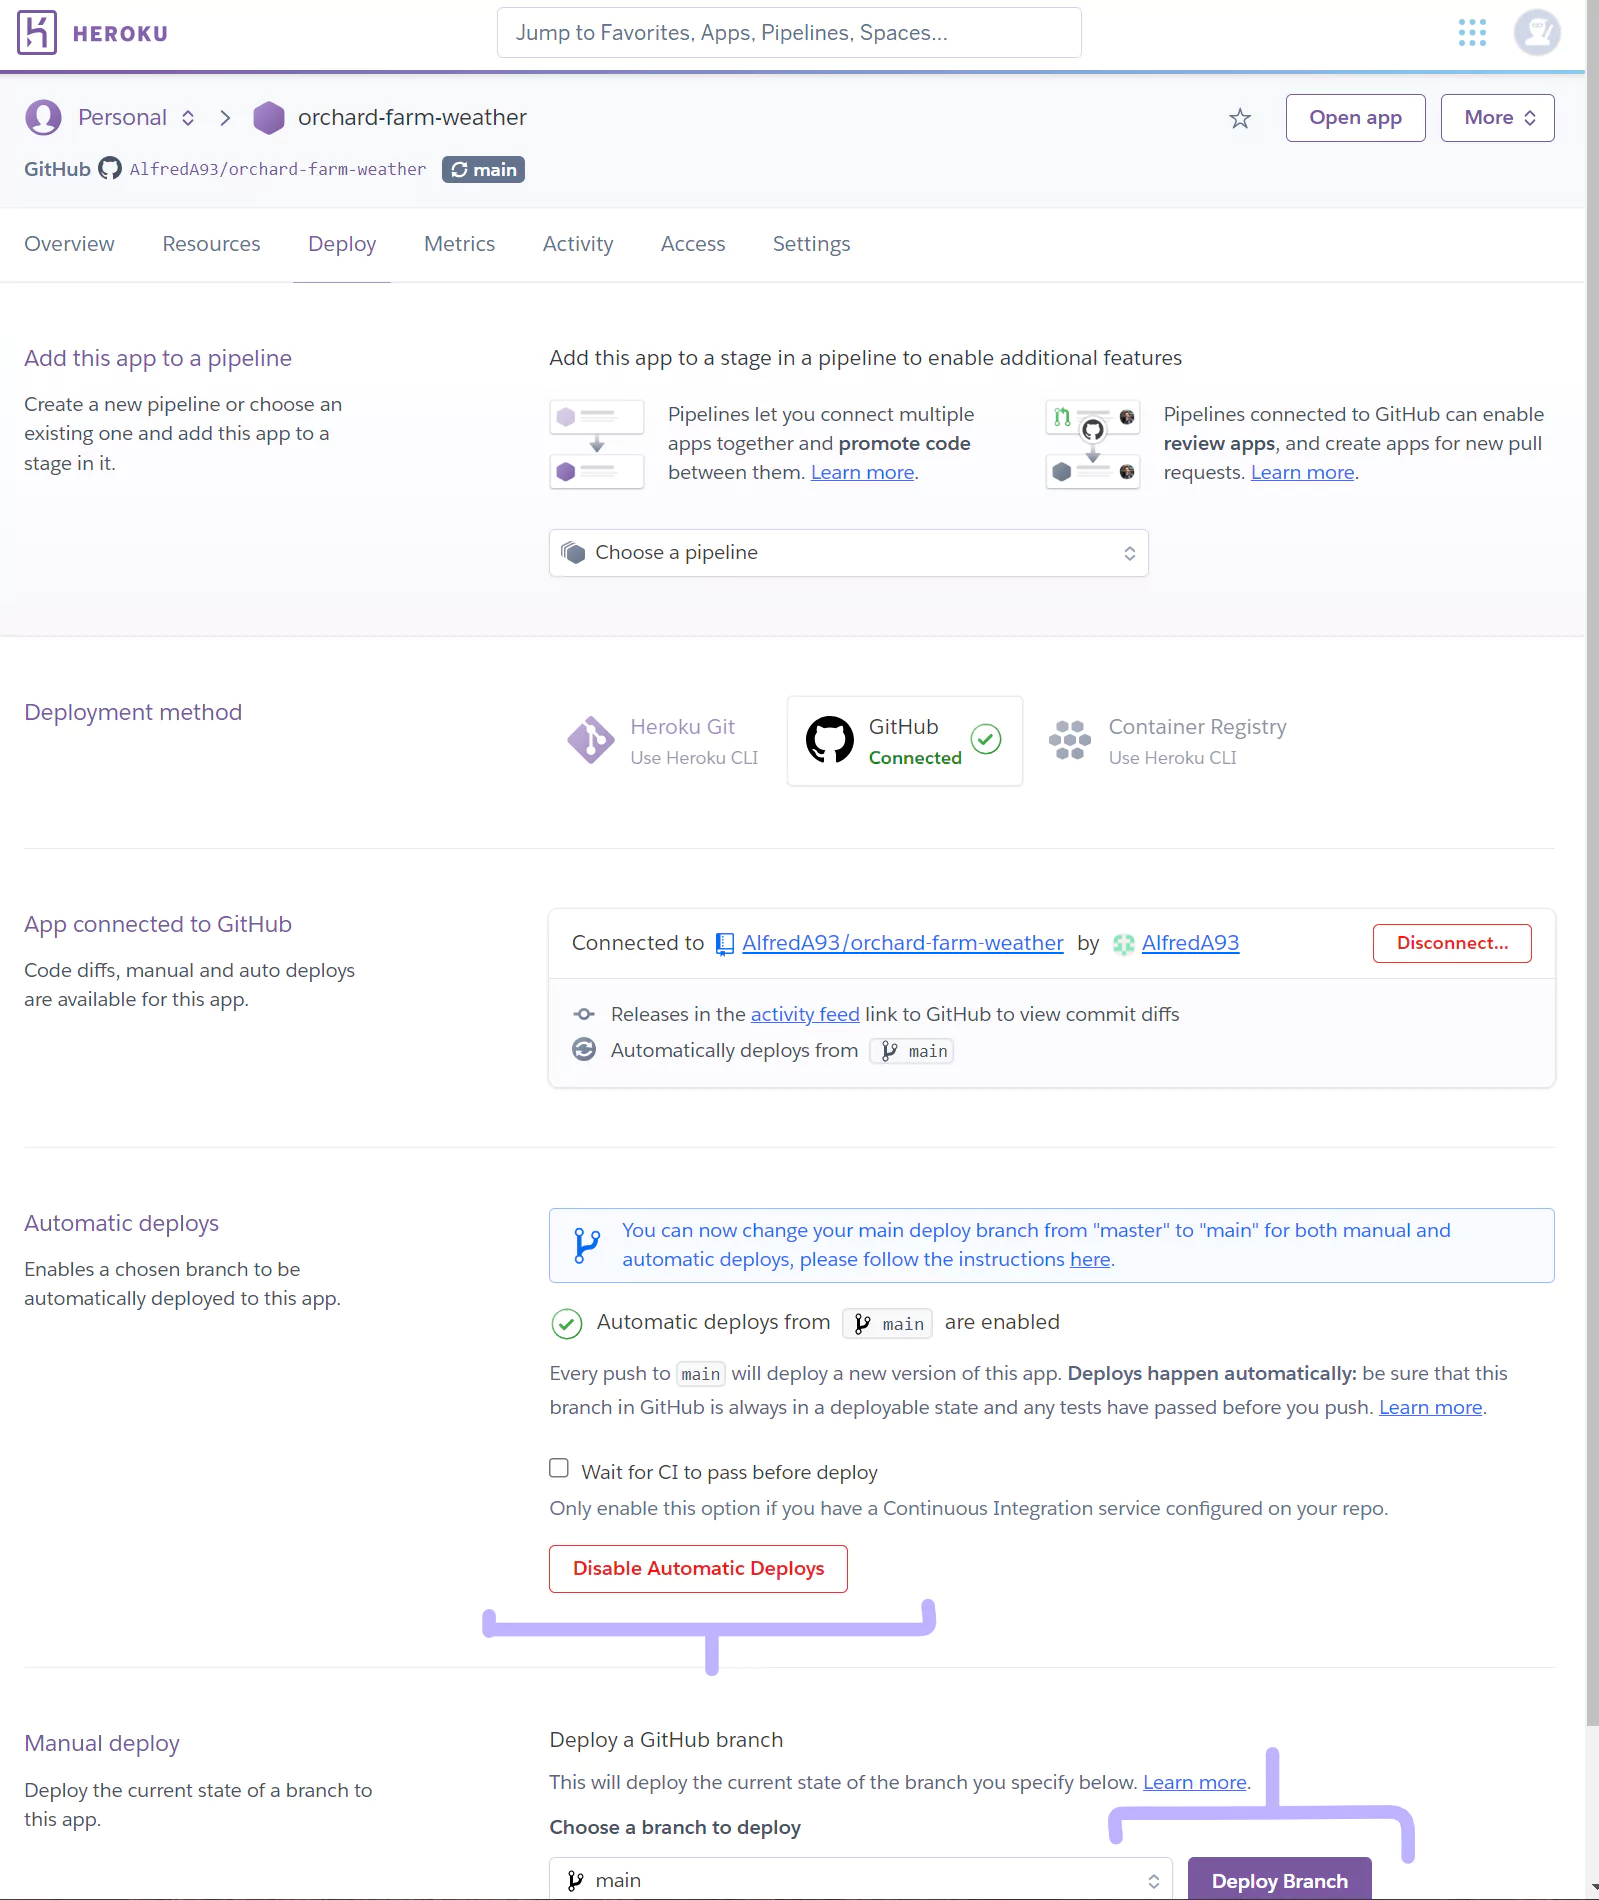 HEROKU
Jump to Favorites, Apps, Pipelines, Spaces...
Personal
orchard-farm-weather
Open app
More
GitHub AlfredA93/orchard-farm-weather main
Overview Resources Deploy Metrics Activity Access Settings
Add this app to a pipeline
Create a new pipeline or choose an
existing one and add this app to a
stage in it.
Add this app to a stage in a pipeline to enable additional features
Pipelines let you connect multiple
apps together and promote code
between them. Learn more.
Pipelines connected to GitHub can enable
review apps, and create apps for new pull
requests. Learn more.
Choose a pipeline
Deployment method
Heroku Git
Use Heroku CLI
GitHub
Connected
Container Registry
Use Heroku CLI
App connected to GitHub
Code diffs, manual and auto deploys
are available for this app.
Connected to AlfredA93/orchard-farm-weather by AlfredA93
Disconnect...
Releases in the activity feed link to GitHub to view commit diffs
Automatically deploys from main
Automatic deploys
Enables a chosen branch to be
automatically deployed to this app.
You can now change your main deploy branch from "master" to "main" for both manual and
automatic deploys, please follow the instructions here.
Automatic deploys from main are enabled
Every push to main will deploy a new version of this app. Deploys happen automatically: be sure that this
branch in GitHub is always in a deployable state and any tests have passed before you push. Learn more.
Wait for CI to pass before deploy
Only enable this option if you have a Continuous Integration service configured on your repo.
Disable Automatic Deploys
Manual deploy
Deploy the current state of a branch to
this app.
Deploy a GitHub branch
This will deploy the current state of the branch you specify below. Learn more.
Choose a branch to deploy
main
Deploy Branch